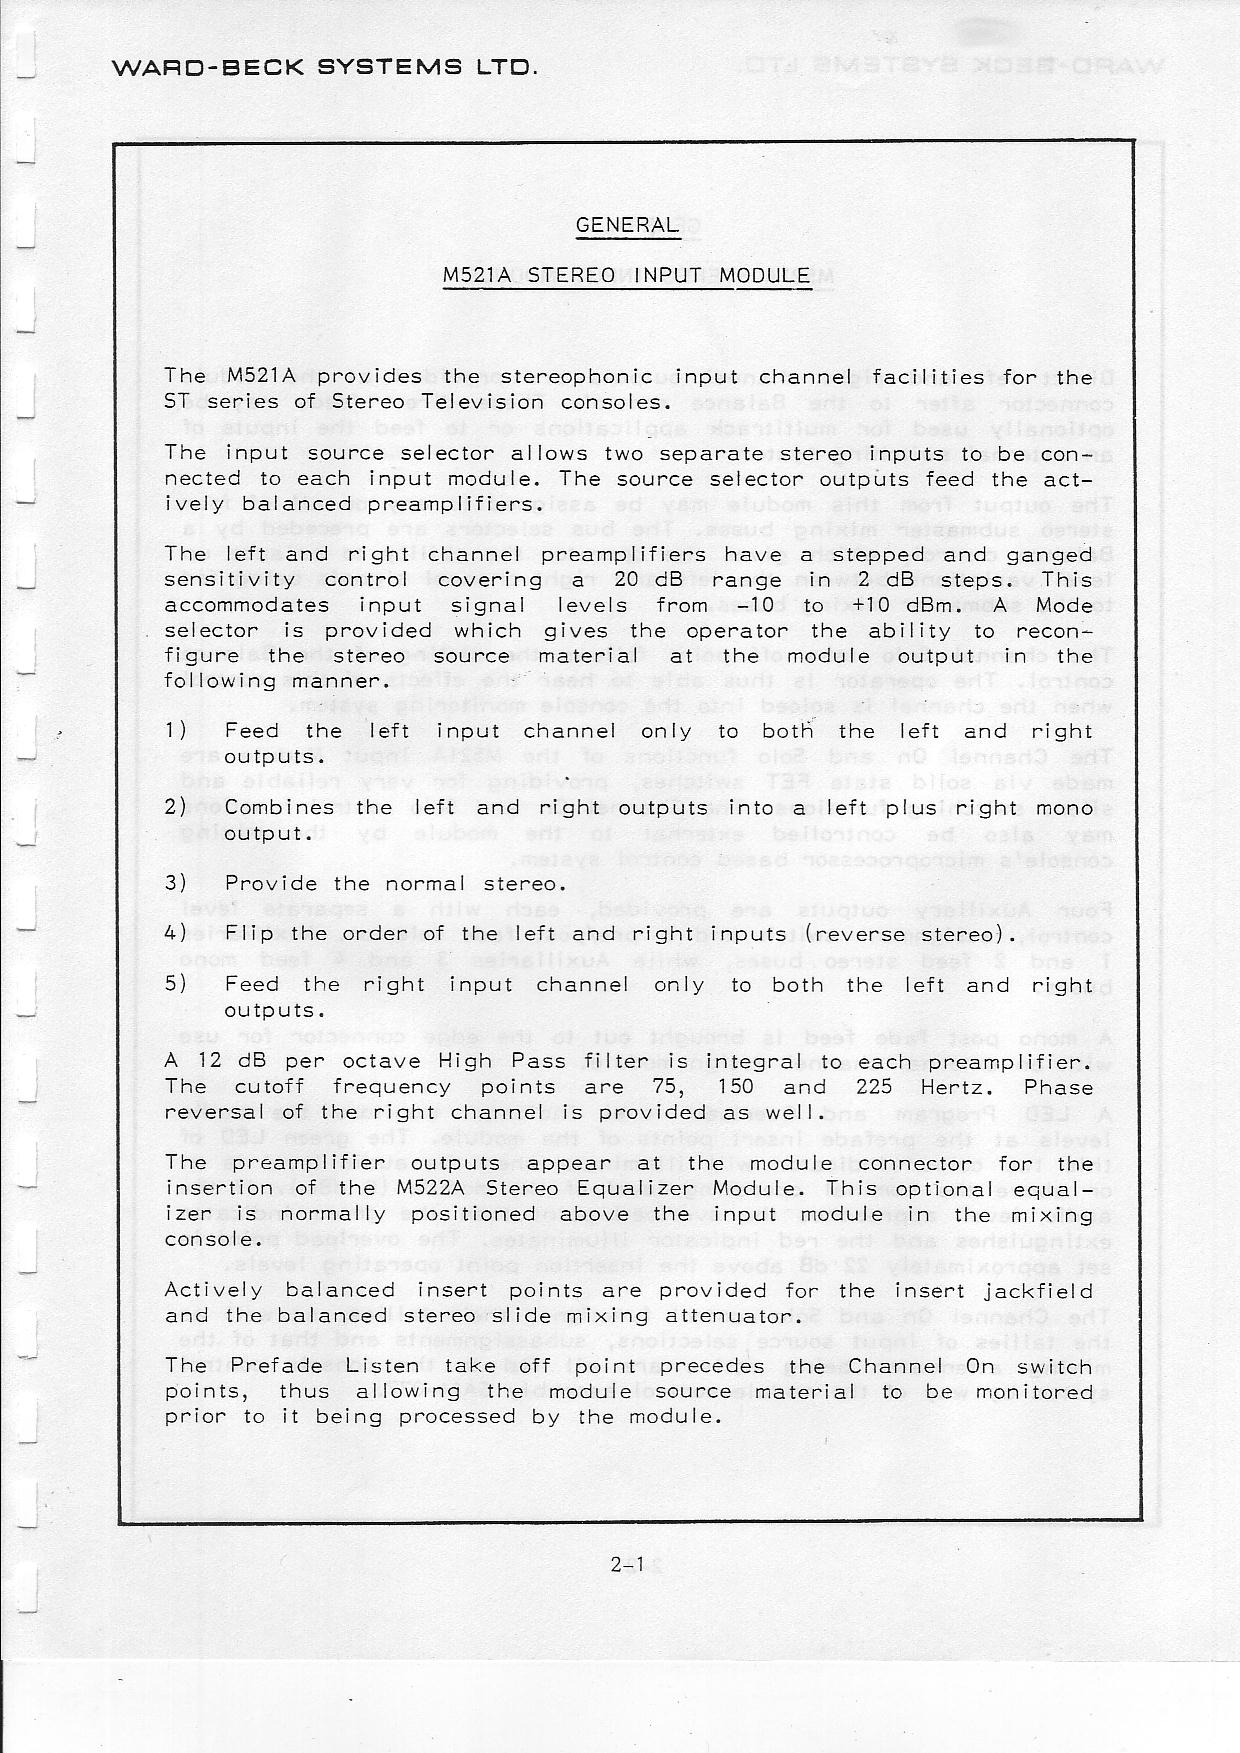 WARD-BECK SYSTEMS LTD.
GENERAL
M521A STEREO INPUT MODULE
The M521A provides the stereophonic input channel facilities for the
ST series of Stereo Television consoles.
The input source selector allows two separate stereo inputs to be con-
nected to each input module. The source selector outputs feed the act-
ively balanced preamplifiers.
The left and right channel preamplifiers have a stepped and ganged
sensitivity control covering a 20 dB range in 2 dB steps. This
accommodates input signal levels from -10 to +10 dBm. A Mode
selector is provided which gives the operator the ability to recon-
figure the stereo source material at the module output in the
following manner.
1) Feed the left input channel only to both the left and right
outputs.
2) Combines the left and right outputs into a left plus right mono
output.
3) Provide the normal stereo.
4) Flip the order of the left and right inputs (reverse stereo).
5) Feed the right input channel only to both the left and right
outputs.
A 12 dB per octave High Pass filter is integral to each preamplifier.
The cutoff frequency points are 75, 150 and 225 Hertz. Phase
reversal of the right channel is provided as well.
The preamplifier outputs appear at the module connector for the
insertion of the M522A Stereo Equalizer Module. This optional equal-
izer is normally positioned above the input module in the mixing
console.
Actively balanced insert points are provided for the insert jackfield
and the balanced stereo slide mixing attenuator.
The Prefade Listen take off point precedes the Channel On switch
points, thus allowing the module source material to be monitored
prior to it being processed by the module.
2-1